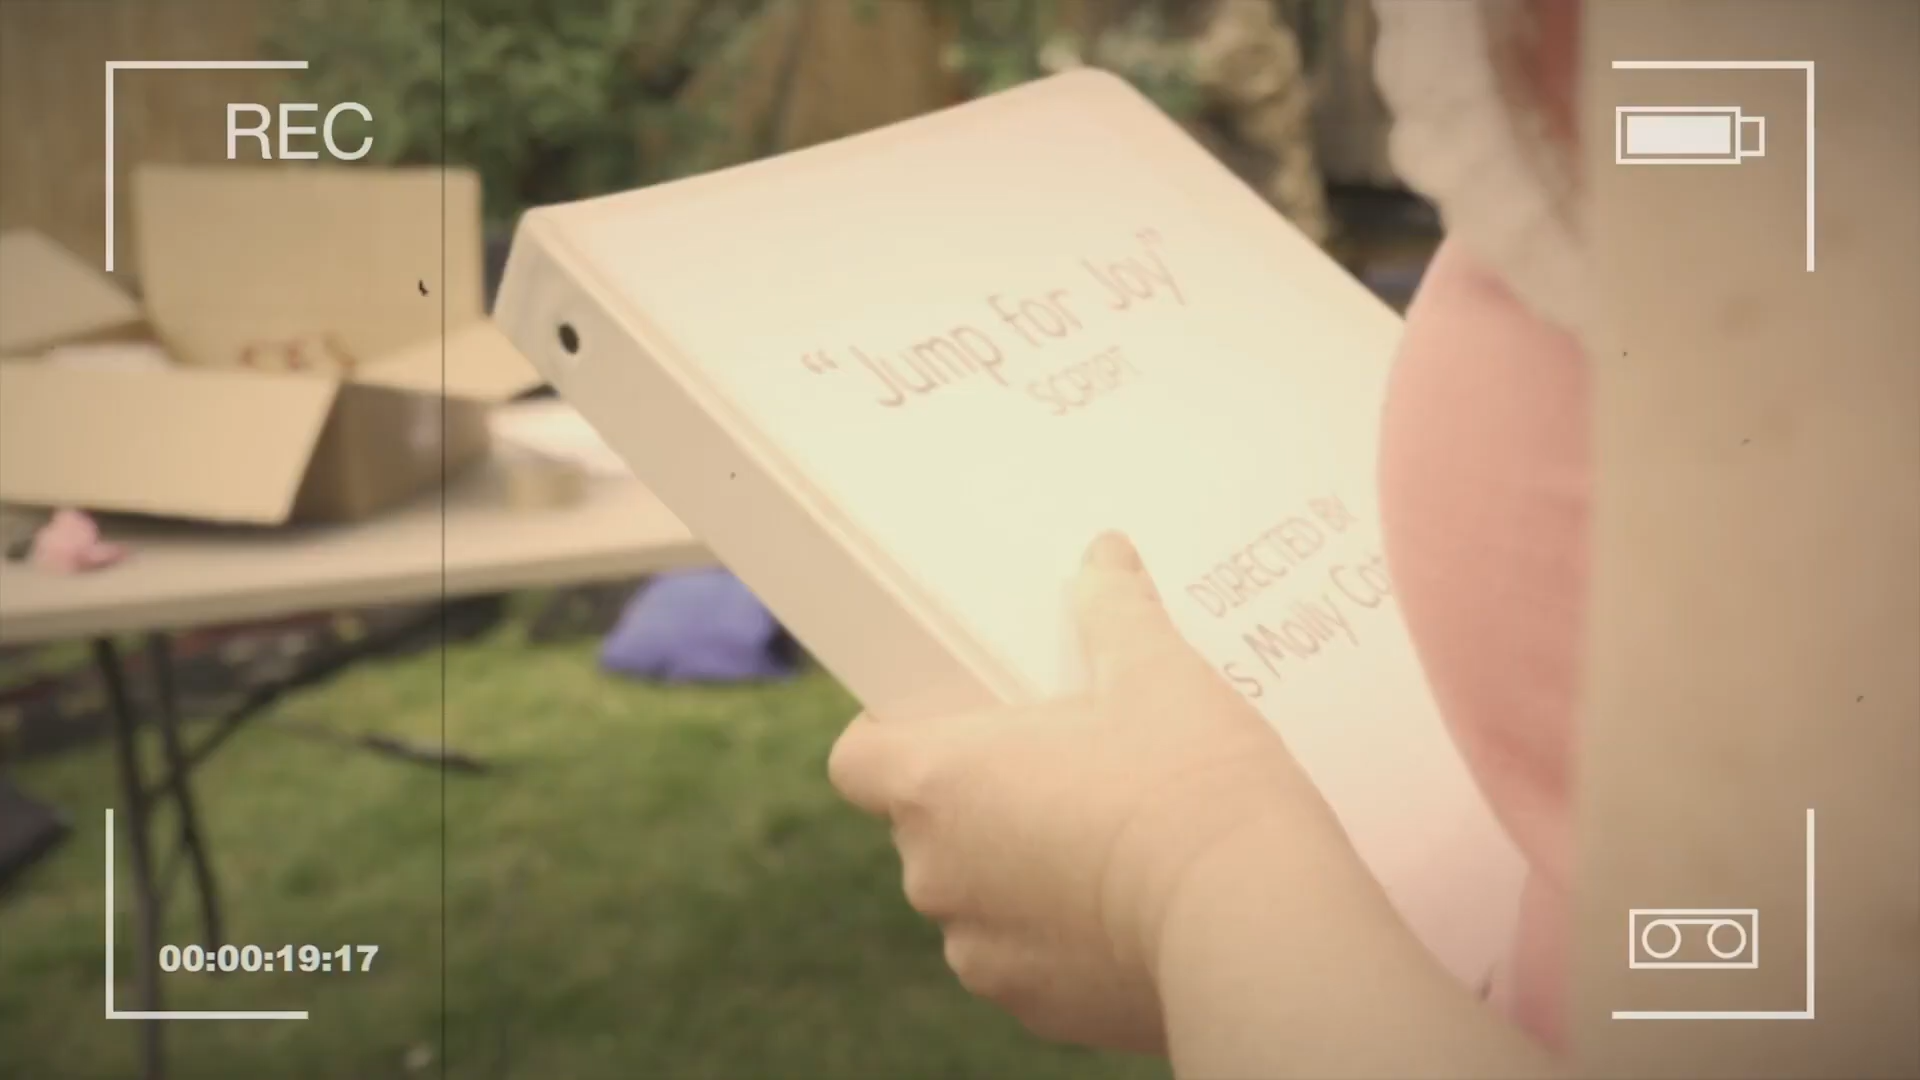 REC
"Jump for Joy"
SCRIPT
DIRECTED BY
s Molly
00:00:19:17